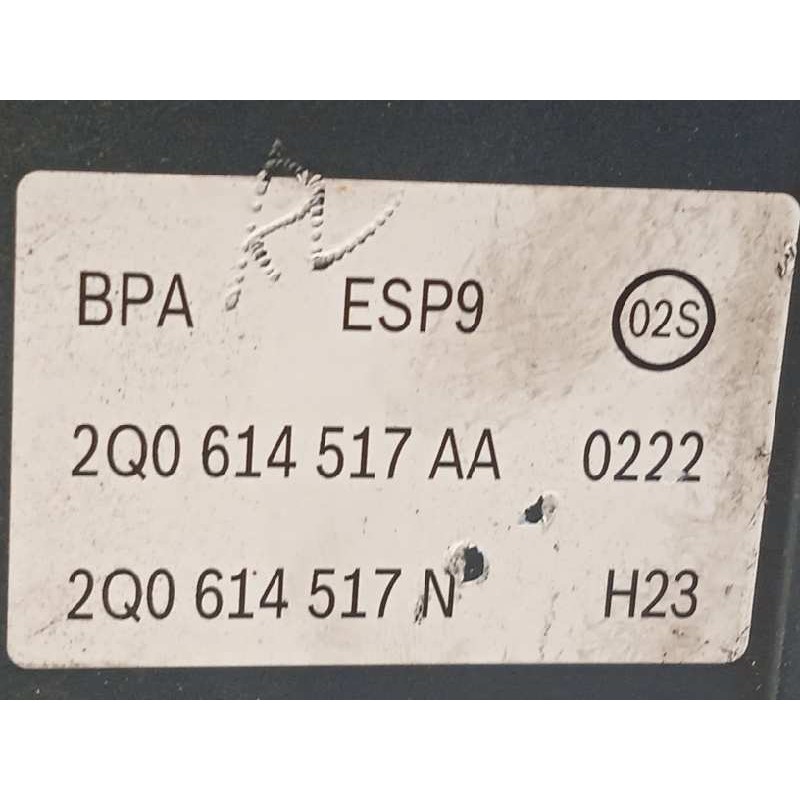 BPA ESP9 02S
2Q0 614 517 AA 0222
2Q0 614 517 N H23